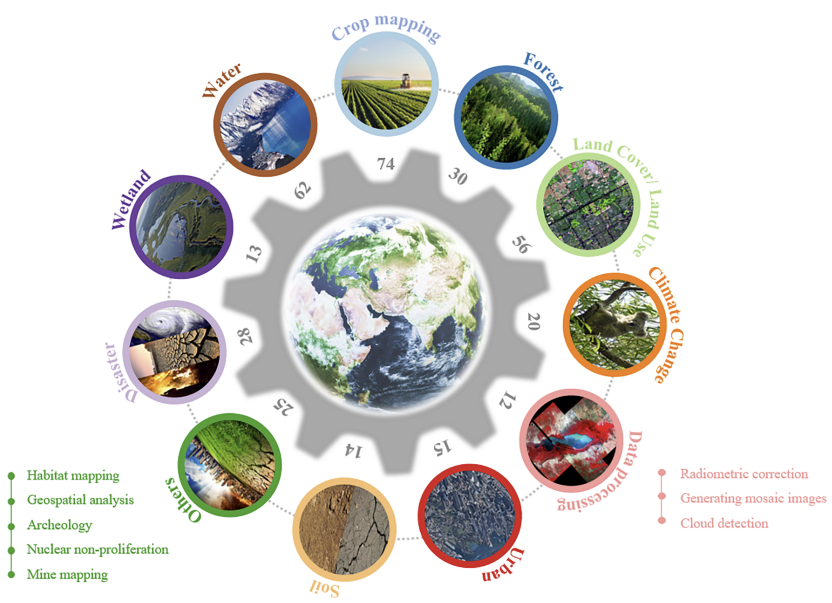 Crop mapping
74
Forest
30
Land Cover/ Land Use
56
Climate Change
20
Data processing
12
Urban
15
Soil
14
Others
25
Disaster
28
Wetland
13
Water
62
Habitat mapping
Geospatial analysis
Archeology
Nuclear non-proliferation
Mine mapping
Radiometric correction
Generating mosaic images
Cloud detection